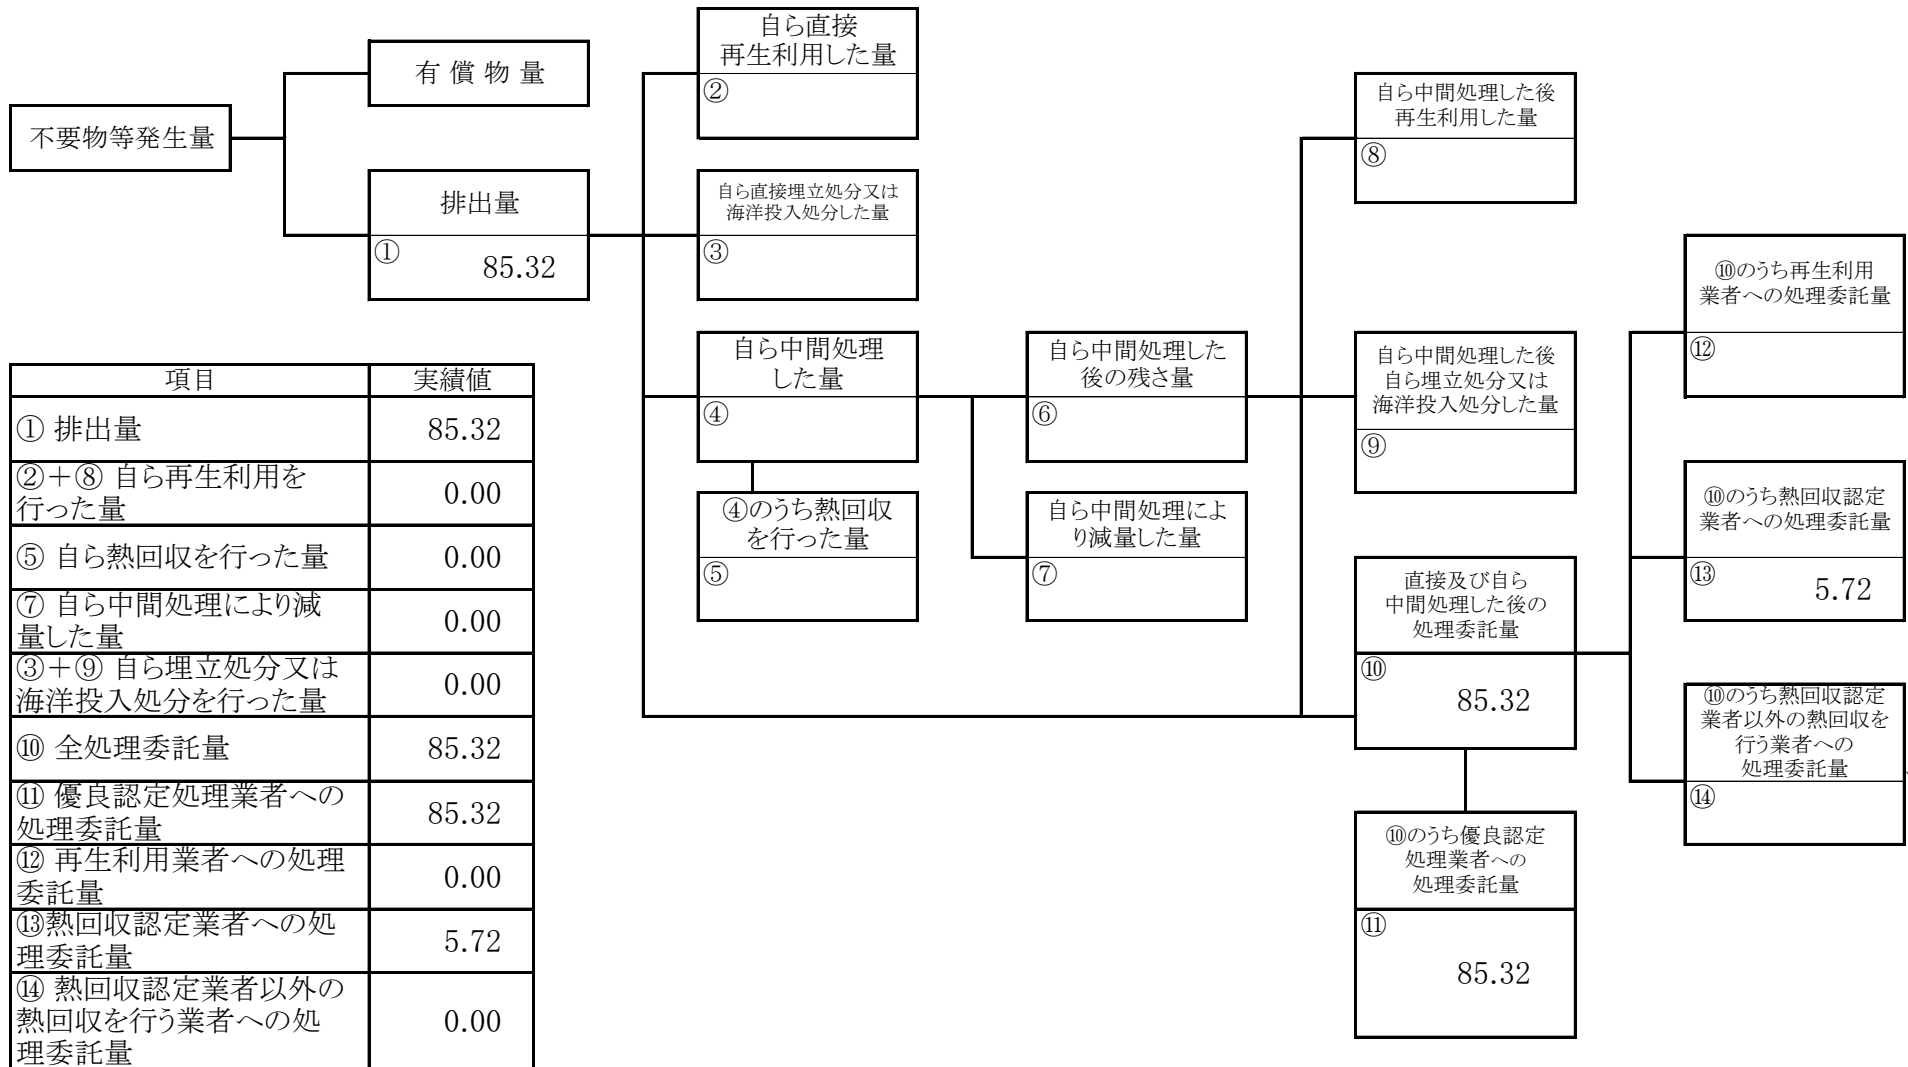 不要物等発生量
有償物量
排出量
①
85.32
自ら直接
再生利用した量
②
自ら直接埋立処分又は
海洋投入処分した量
③
自ら中間処理
した量
④
④のうち熱回収
を行った量
⑤
自ら中間処理した
後の残さ量
⑥
自ら中間処理によ
り減量した量
⑦
自ら中間処理した後
再生利用した量
⑧
自ら中間処理した後
自ら埋立処分又は
海洋投入処分した量
⑨
直接及び自ら
中間処理した後の
処理委託量
⑩
85.32
⑩のうち優良認定
処理業者への
処理委託量
⑪
85.32
⑩のうち再生利用
業者への処理委託量
⑫
⑩のうち熱回収認定
業者への処理委託量
⑬
5.72
⑩のうち熱回収認定
業者以外の熱回収を
行う業者への
処理委託量
⑭
項目 実績値
① 排出量 85.32
②＋⑧ 自ら再生利用を
行った量 0.00
⑤ 自ら熱回収を行った量 0.00
⑦ 自ら中間処理により減
量した量 0.00
③＋⑨ 自ら埋立処分又は
海洋投入処分を行った量 0.00
⑩ 全処理委託量 85.32
⑪ 優良認定処理業者への
処理委託量 85.32
⑫ 再生利用業者への処理
委託量 0.00
⑬熱回収認定業者への処
理委託量 5.72
⑭ 熱回収認定業者以外の
熱回収を行う業者への処
理委託量 0.00